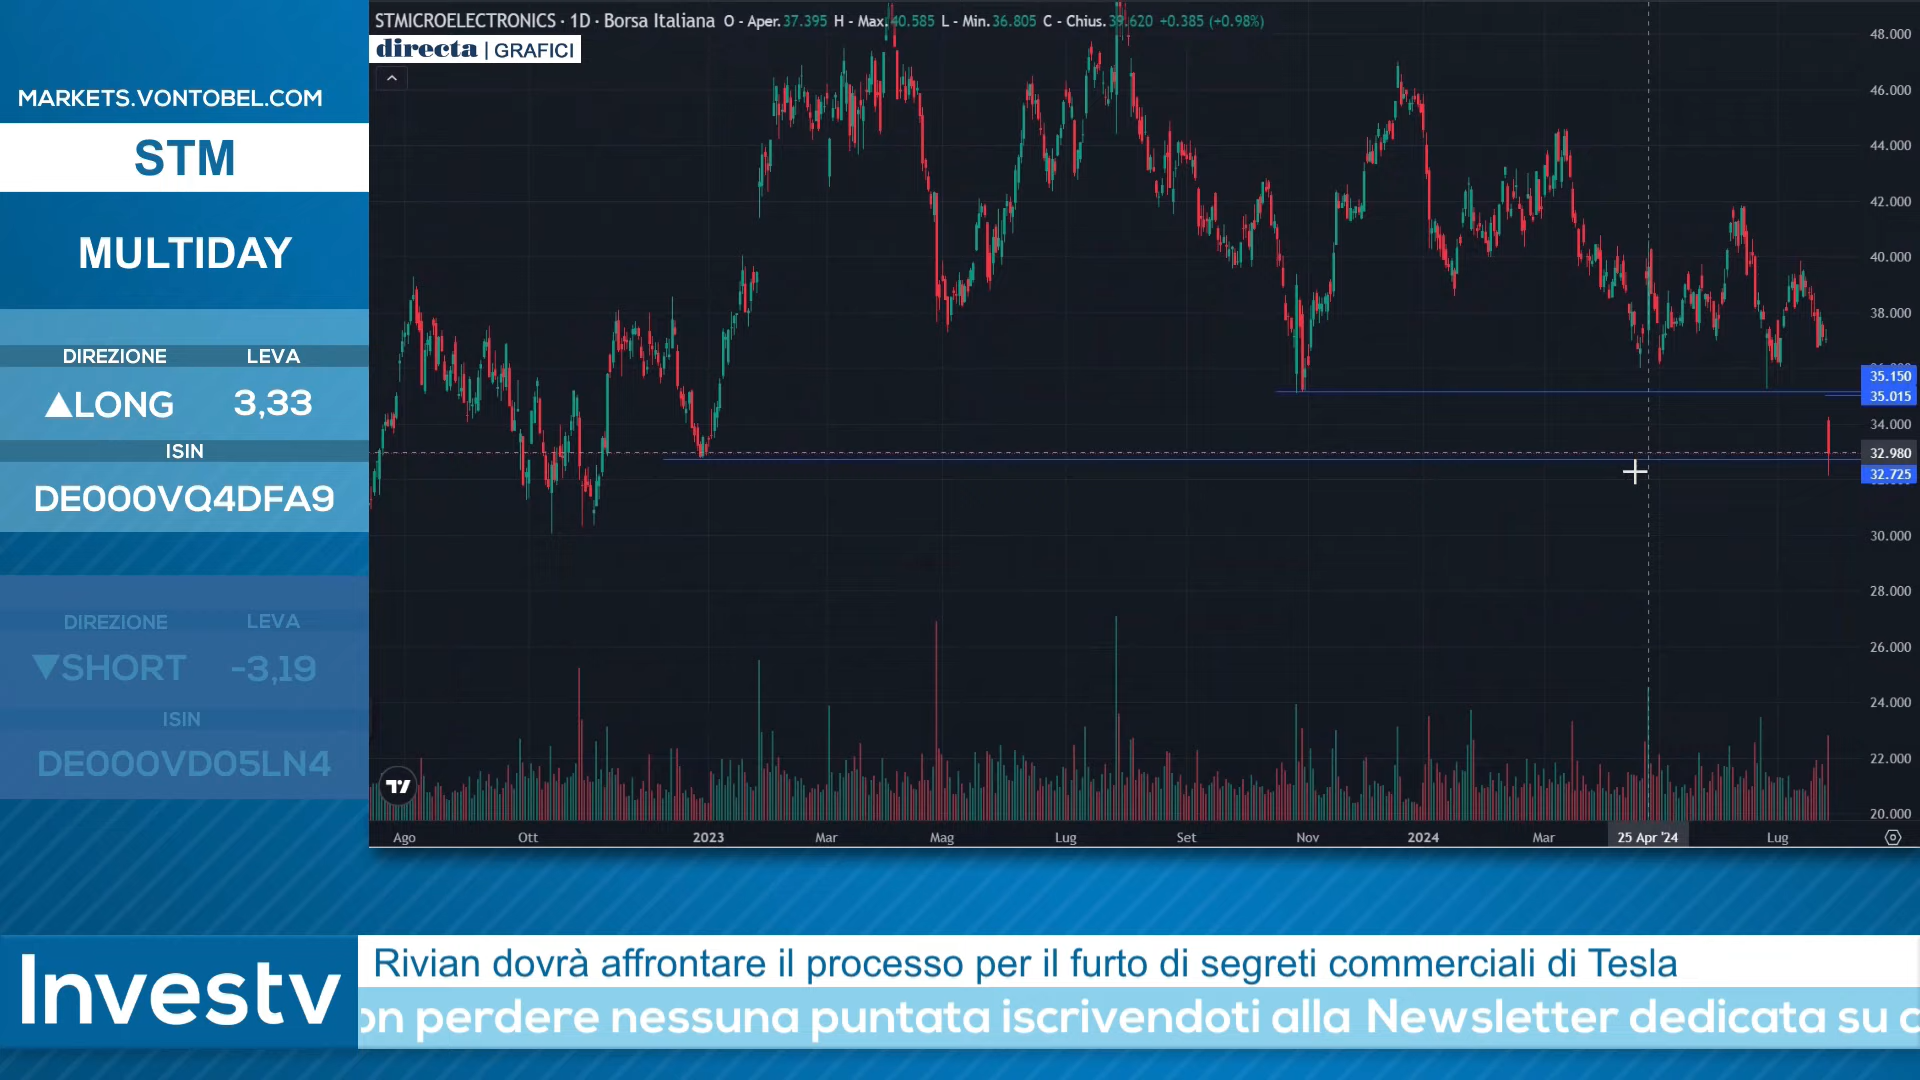 MARKETS.VONTOBEL.COM
STM
MULTIDAY
DIREZIONE LEVA
▲LONG 3,33
ISIN
DE000VQ4DFA9
DIREZIONE LEVA
▼SHORT -3,19
ISIN
DE000VD05LN4
STMICROELECTRONICS · 1D · Borsa Italiana O - Aper. 37.395 H - Max. 40.585 L - Min. 36.805 C - Chius. 39.620 +0.385 (+0.98%)
directa | GRAFICI
48.000
46.000
44.000
42.000
40.000
38.000
35.150
35.015
34.000
32.980
32.725
30.000
28.000
26.000
24.000
22.000
20.000
Ago Ott 2023 Mar Mag Lug Set Nov 2024 Mar 25 Apr '24 Lug
Investv
Rivian dovrà affrontare il processo per il furto di segreti commerciali di Tesla
on perdere nessuna puntata iscrivendoti alla Newsletter dedicata su c